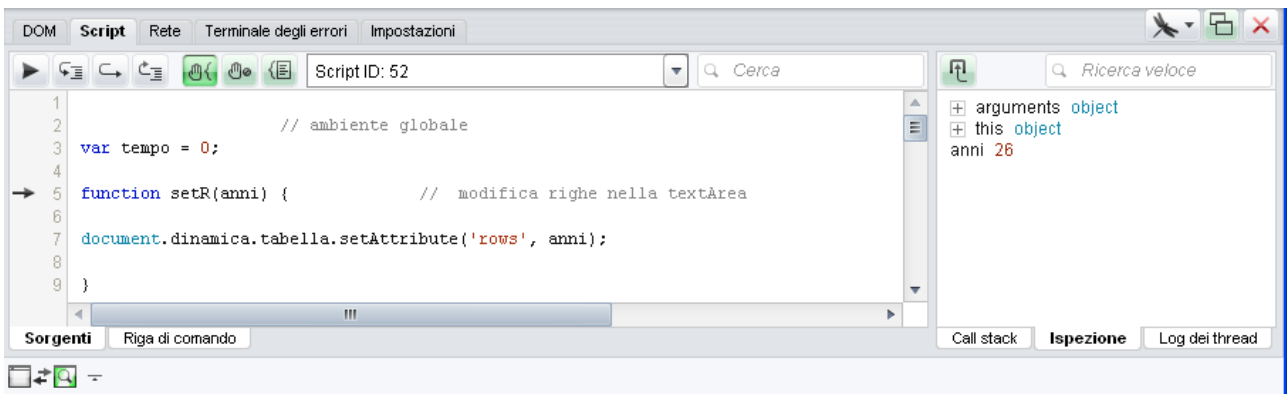 DOM Script Rete Terminale degli errori Impostazioni
Script ID: 52 Cerca Ricerca veloce
1
2 // ambiente globale
3 var tempo = 0;
4
5 function setR(anni) { // modifica righe nella textArea
6
7 document.dinamica.tabella.setAttribute('rows', anni);
8
9 }
arguments object
this object
anni 26
Sorgenti Riga di comando Call stack Ispezione Log dei thread